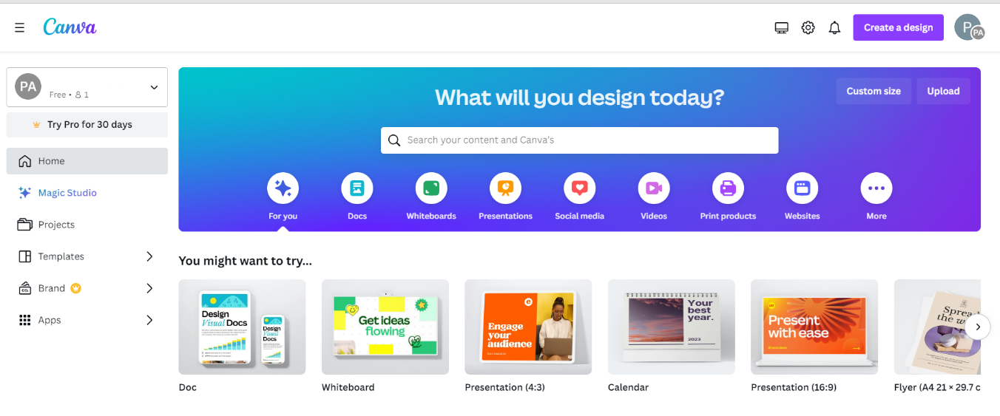 Canva
Create a design
P
PA
PA
Free • 1
Try Pro for 30 days
Home
Magic Studio
Projects
Templates
Brand
Apps
What will you design today?
Custom size
Upload
Search your content and Canva's
For you
Docs
Whiteboards
Presentations
Social media
Videos
Print products
Websites
More
You might want to try...
Design
Visual Docs
Design
Visual
Docs
Doc
Get ideas
flowing
Whiteboard
Engage
your
audience
Presentation (4:3)
Your
best
year.
2023
Calendar
Present
with ease
Presentation (16:9)
Spread
the w
Flyer (A4 21 × 29.7 c